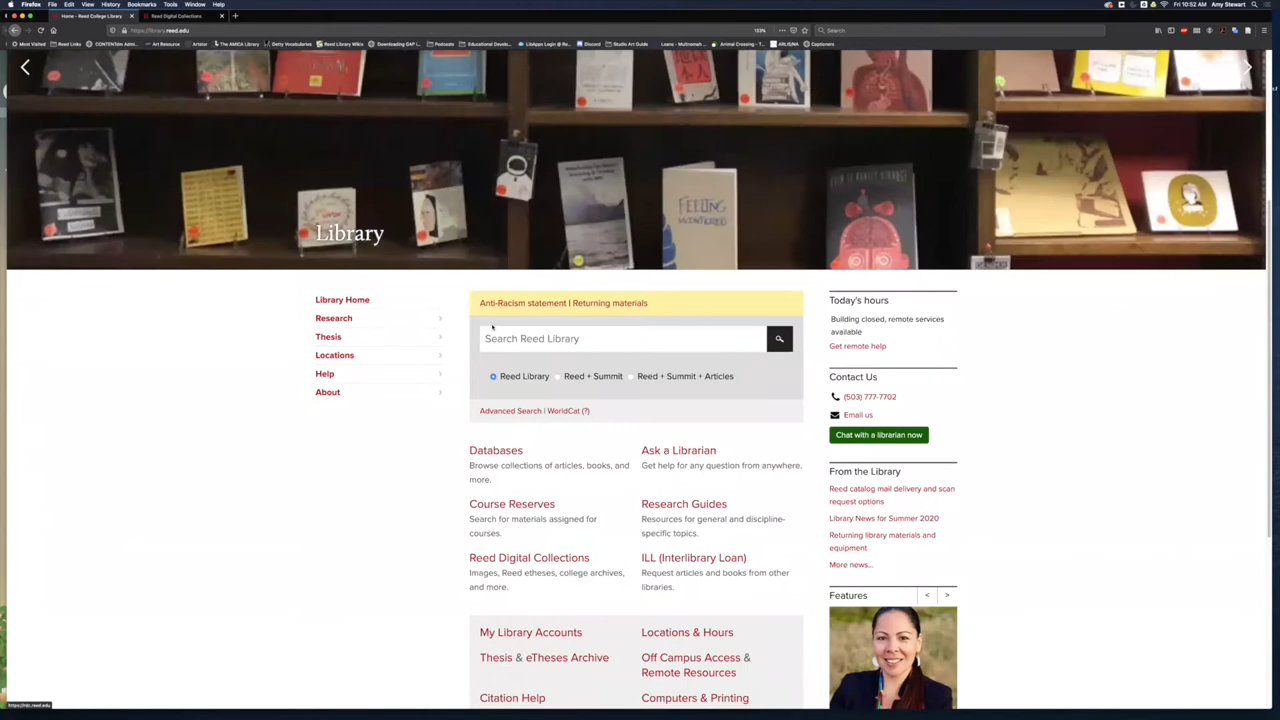 Firefox File Edit View History Bookmarks Tools Window Help
Fri 10:52 AM Amy Stewart
Home - Reed College Library
Reed Digital Collections
https://library.reed.edu
133%
Search
Most Visited Reed Links CONTENTdm Admi... Art Resource Artstor The AMICA Library Getty Vocabularies Reed Library Wiki Downloading GAP i... Podcasts Educational Devel... LibApps Login @ Re... Discord Studio Art Guide Loans - Multnomah... Animal Crossing - T... ARLIS/NA Captioners
FEELING
Library
Library Home
Research
Thesis
Locations
Help
About
Anti-Racism statement | Returning materials
Search Reed Library
Reed Library Reed + Summit Reed + Summit + Articles
Advanced Search | WorldCat (?)
Databases
Browse collections of articles, books, and
more.
Ask a Librarian
Get help for any question from anywhere.
Course Reserves
Search for materials assigned for
courses.
Research Guides
Resources for general and discipline-
specific topics.
Reed Digital Collections
Images, Reed etheses, college archives,
and more.
ILL (Interlibrary Loan)
Request articles and books from other
libraries.
My Library Accounts
Locations & Hours
Thesis & eTheses Archive
Off Campus Access &
Remote Resources
Citation Help
Computers & Printing
Today's hours
Building closed, remote services
available
Get remote help
Contact Us
(503) 777-7702
Email us
Chat with a librarian now
From the Library
Reed catalog mail delivery and scan
request options
Library News for Summer 2020
Returning library materials and
equipment
More news...
Features
< >
https://rdc.reed.edu